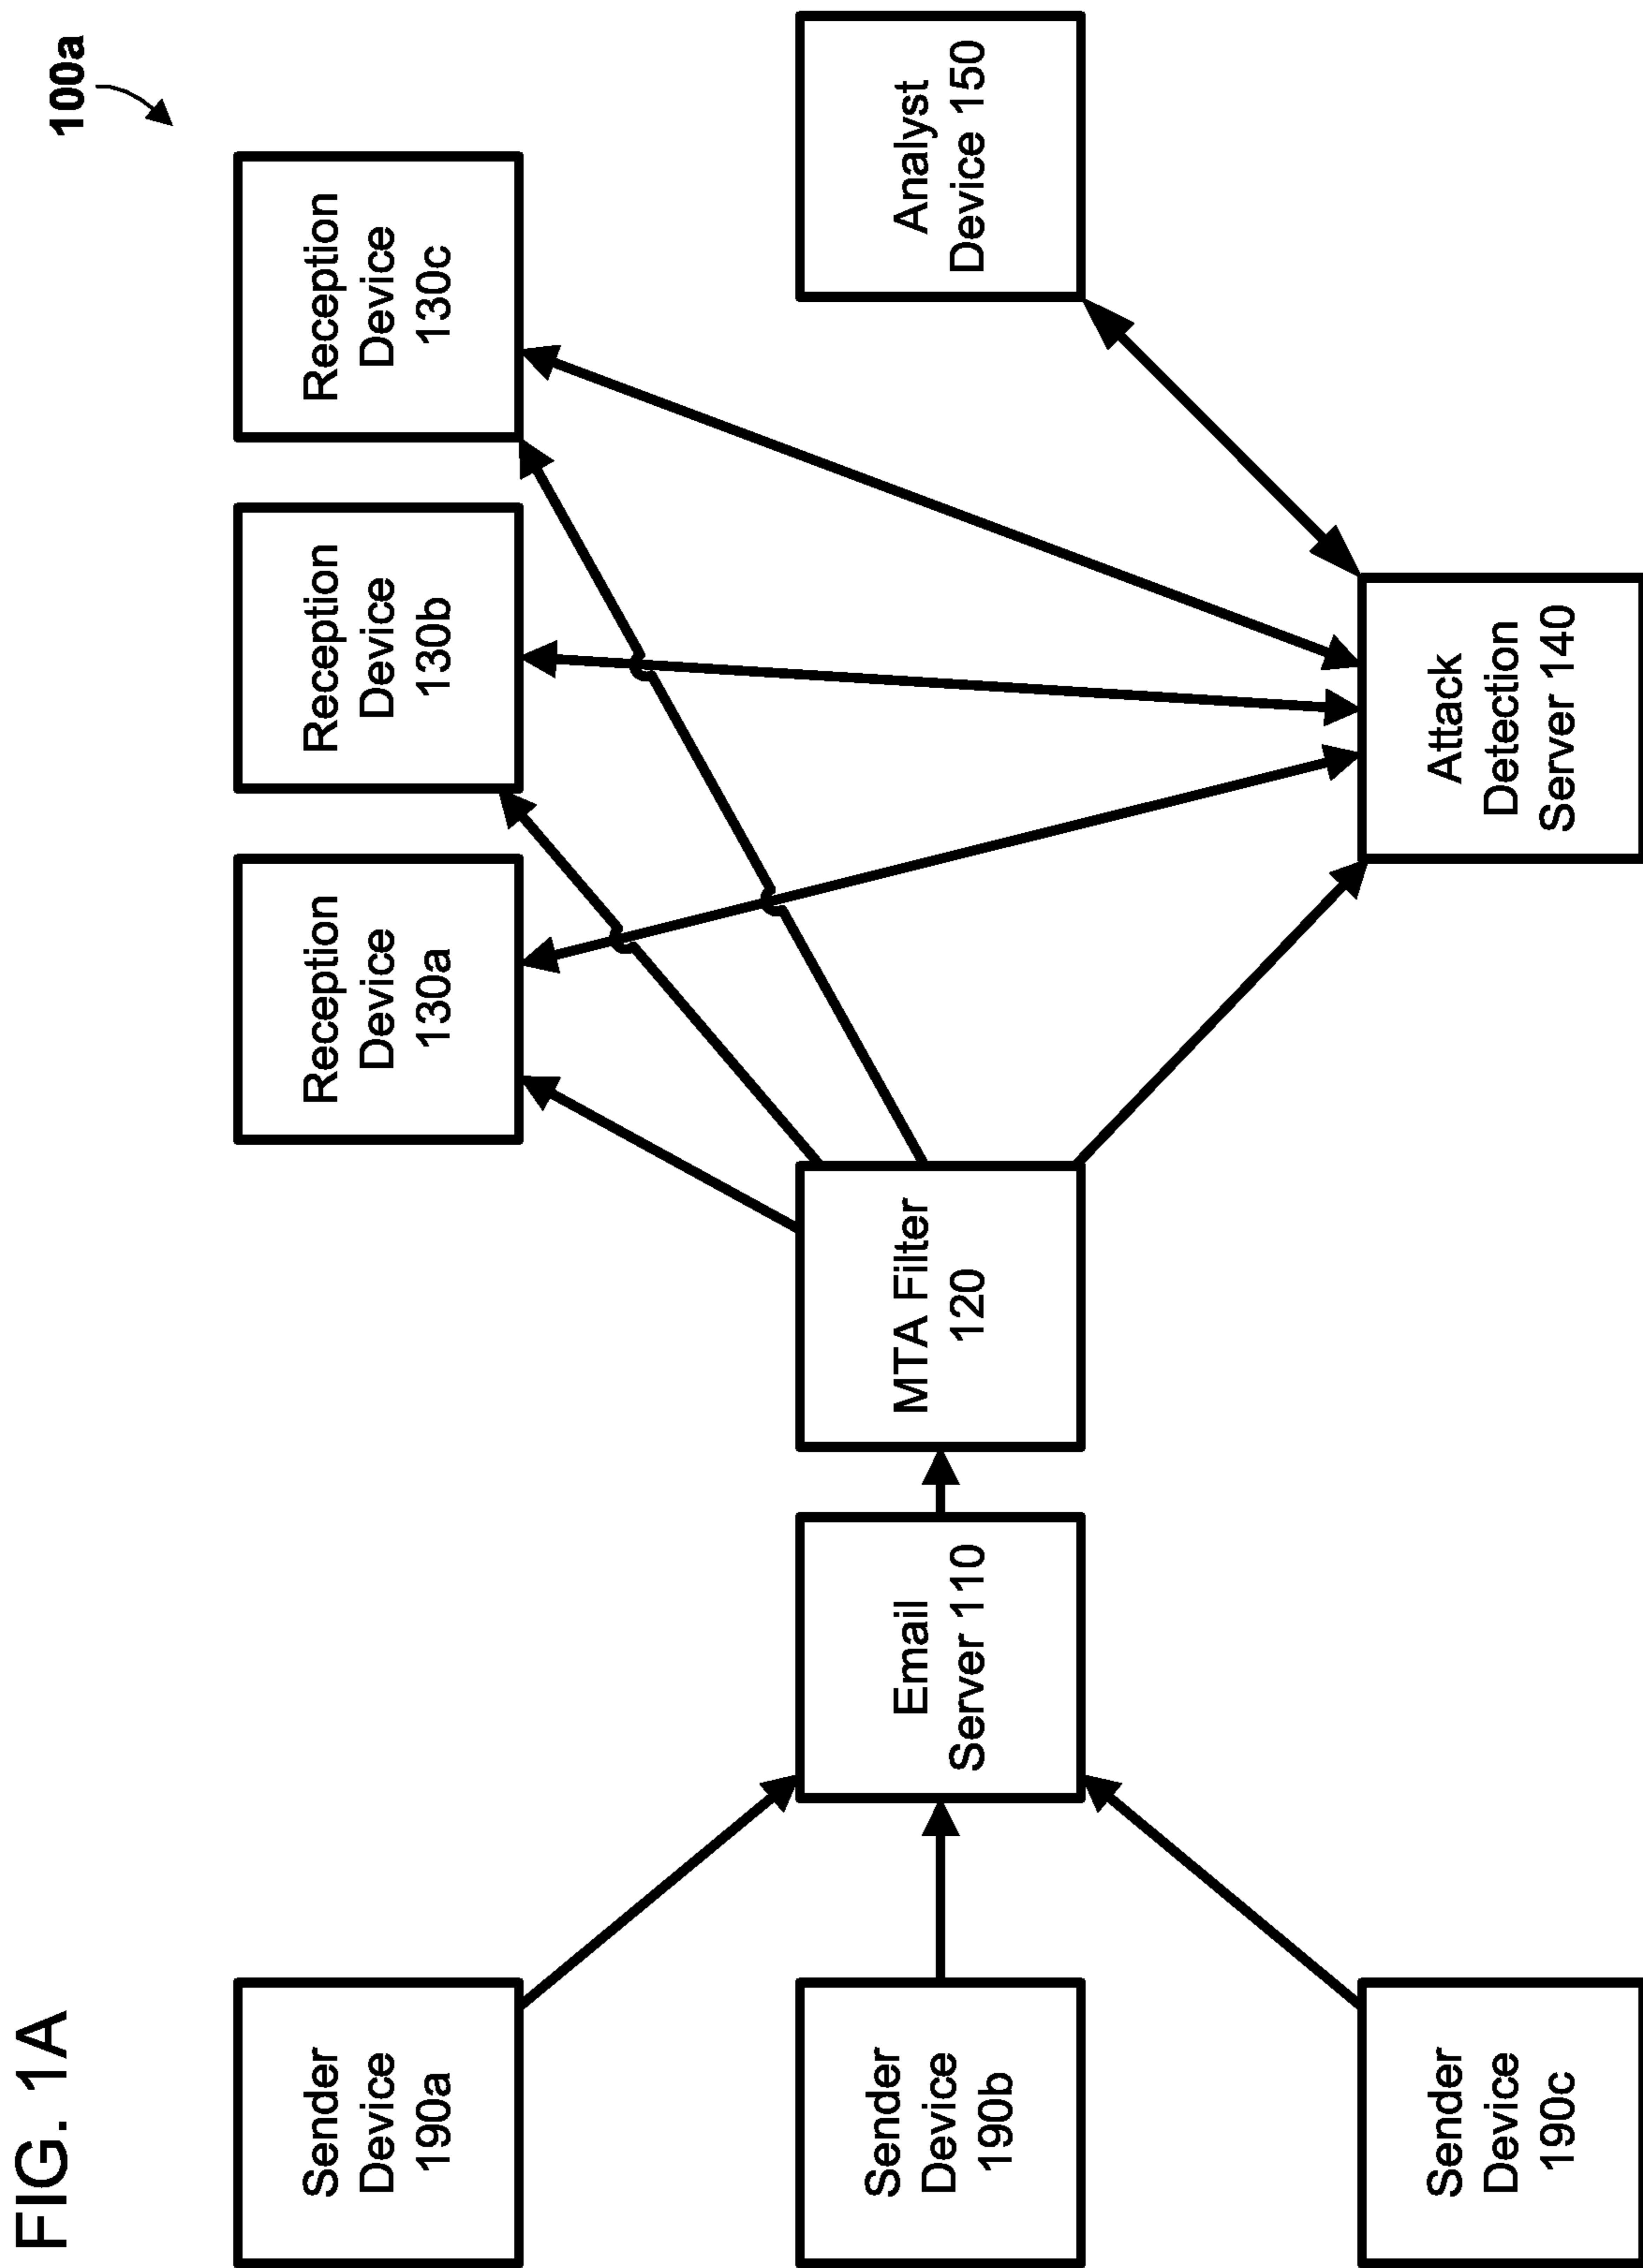 FIG. 1A
100a
Sender
Device
190a
Reception
Device
130a
Reception
Device
130b
Reception
Device
130c
Sender
Device
190b
Email
Server 110
MTA Filter
120
Analyst
Device 150
Sender
Device
190c
Attack
Detection
Server 140